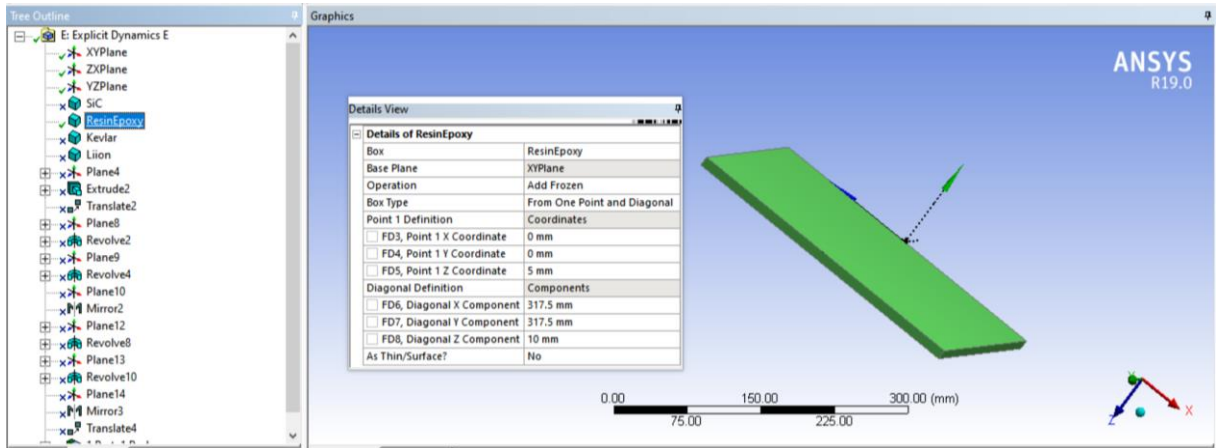 Tree Outline
E: Explicit Dynamics E
XYPlane
ZXPlane
YZPlane
SiC
ResinEpoxy
Kevlar
Liion
Plane4
Extrude2
Translate2
Plane8
Revolve2
Plane9
Revolve4
Plane10
Mirror2
Plane12
Revolve8
Plane13
Revolve10
Plane14
Mirror3
Translate4
Graphics
ANSYS
R19.0
Details View
Details of ResinEpoxy
Box ResinEpoxy
Base Plane XYPlane
Operation Add Frozen
Box Type From One Point and Diagonal
Point 1 Definition Coordinates
FD3, Point 1 X Coordinate 0 mm
FD4, Point 1 Y Coordinate 0 mm
FD5, Point 1 Z Coordinate 5 mm
Diagonal Definition Components
FD6, Diagonal X Component 317.5 mm
FD7, Diagonal Y Component 317.5 mm
FD8, Diagonal Z Component 10 mm
As Thin/Surface? No
0.00 150.00 300.00 (mm)
75.00 225.00
Y
X
Z